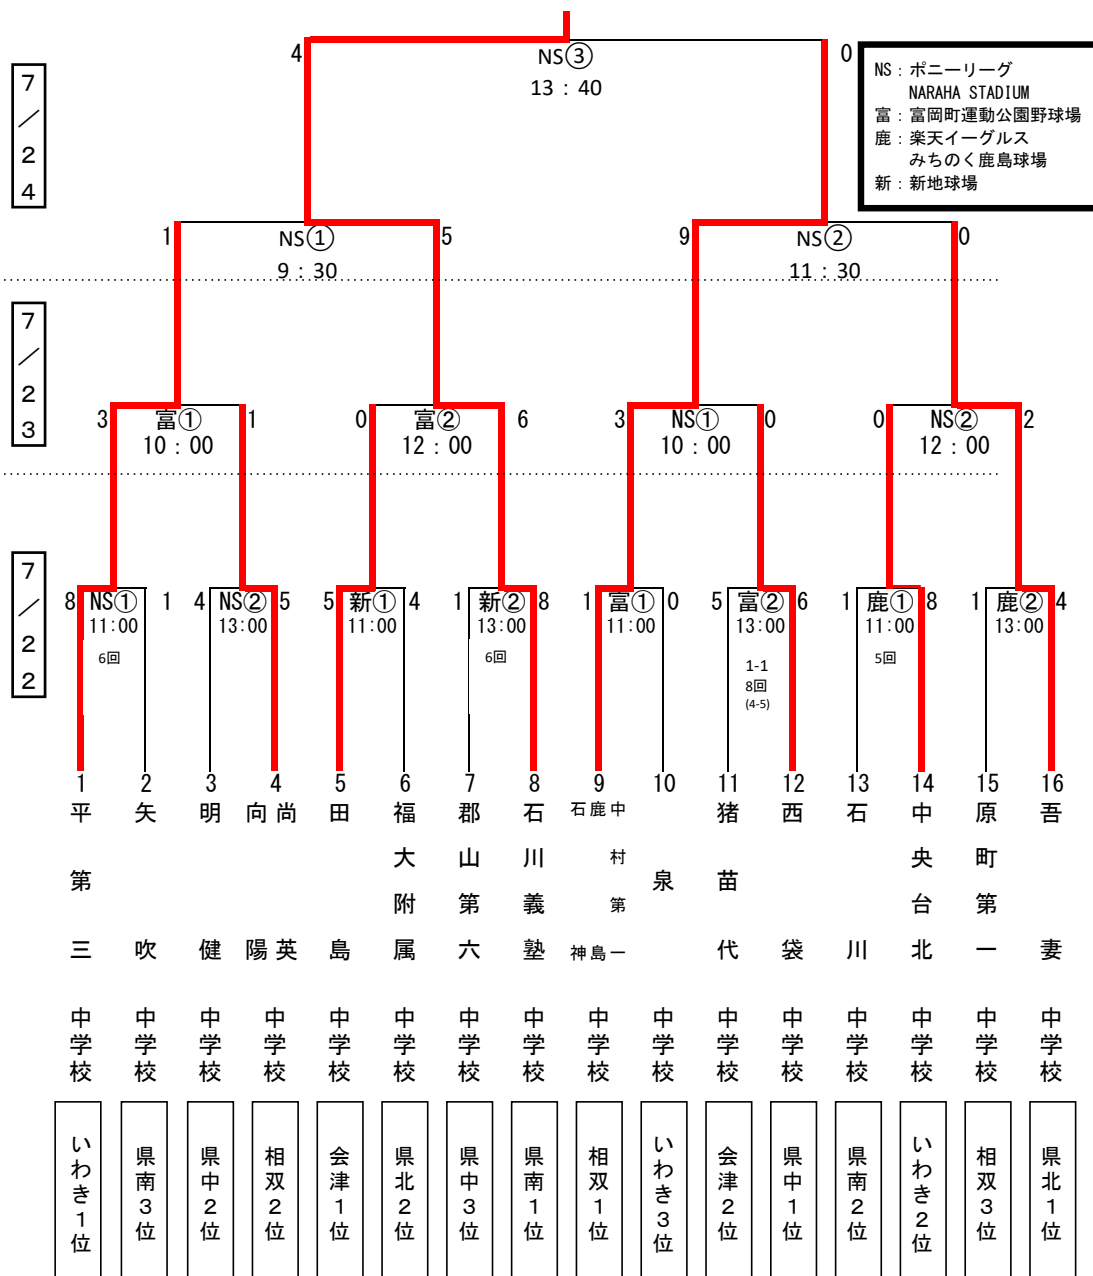 4
NS③
0
13：40
NS：ポニーリーグ
NARAHA STADIUM
富：富岡町運動公園野球場
鹿：楽天イーグルス
みちのく鹿島球場
新：新地球場
7／24
1
NS①
5
9
NS②
0
9：30
11：30
7／23
3
富①
1
0
富②
6
3
NS①
0
0
NS②
2
10：00
12：00
10：00
12：00
7／22
8
NS①
1
4
NS②
5
5
新①
4
1
新②
8
1
富①
0
5
富②
6
1
鹿①
8
1
鹿②
4
11:00
13:00
11:00
13:00
11:00
13:00
11:00
13:00
6回
6回
1-1
8回
(4-5)
5回
1
2
3
4
5
6
7
8
9
10
11
12
13
14
15
16
平第三中学校
矢吹中学校
明健中学校
尚英
向陽
中学校
田島中学校
福大附属中学校
郡山第六中学校
石川義塾中学校
中村第一
鹿島
石神
中学校
泉中学校
猪苗代中学校
西袋中学校
石川中学校
中央台北中学校
原町第一中学校
吾妻中学校
いわき1位
県南3位
県中2位
相双2位
会津1位
県北2位
県中3位
県南1位
相双1位
いわき3位
会津2位
県中1位
県南2位
いわき2位
相双3位
県北1位